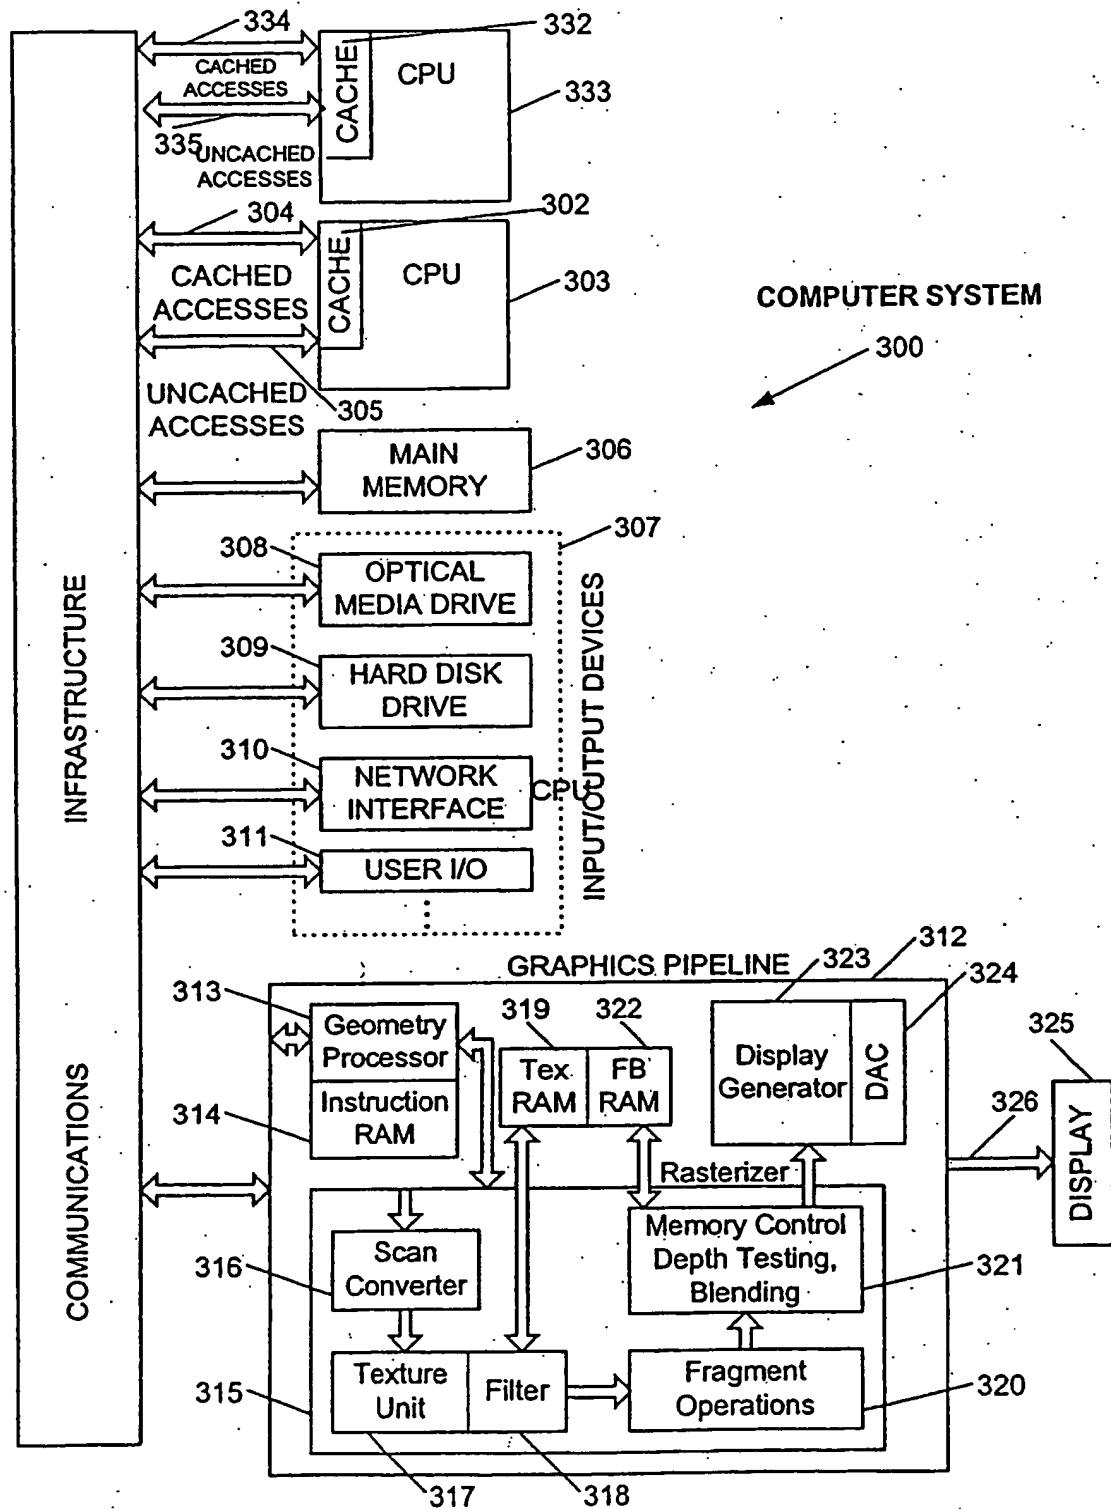 334
332
CACHED
ACCESSES
CACHE
CPU
333
335
UNCACHED
ACCESSES
304
302
CACHED
ACCESSES
CACHE
CPU
303
COMPUTER SYSTEM
300
UNCACHED
ACCESSES
305
MAIN
MEMORY
306
307
308
OPTICAL
MEDIA DRIVE
309
HARD DISK
DRIVE
310
NETWORK
INTERFACE
CPU
311
USER I/O
INPUT/OUTPUT DEVICES
COMMUNICATIONS INFRASTRUCTURE
GRAPHICS PIPELINE
323
312
324
313
Geometry
Processor
319
322
Tex
RAM
FB
RAM
Display
Generator
DAC
325
314
Instruction
RAM
326
DISPLAY
Rasterizer
316
Scan
Converter
Memory Control
Depth Testing,
Blending
321
315
Texture
Unit
Filter
Fragment
Operations
320
317
318